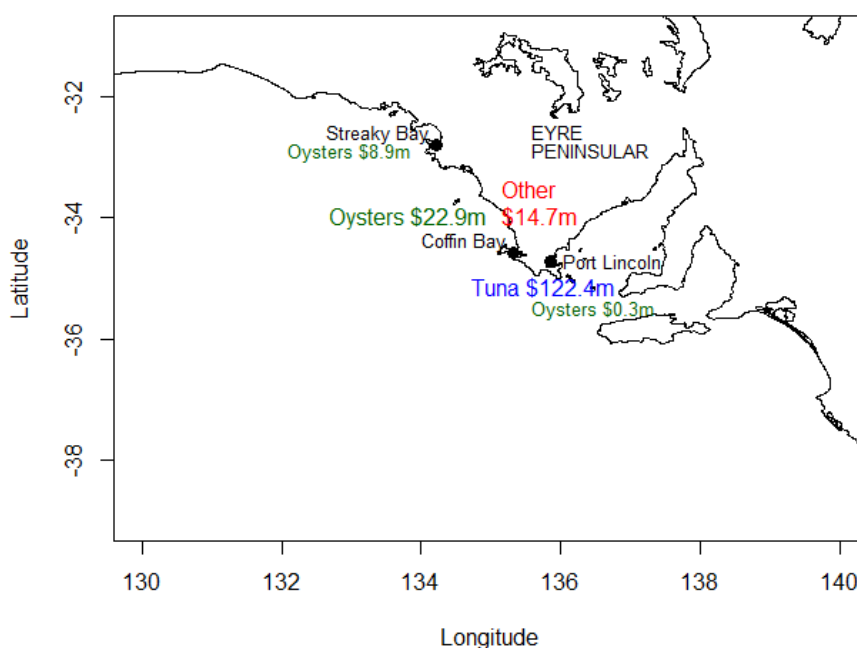 -32
-34
-36
-38
Latitude
Streaky Bay
Oysters $8.9m
EYRE
PENINSULAR
Other
$14.7m
Oysters $22.9m
Coffin Bay
Port Lincoln
Tuna $122.4m
Oysters $0.3m
130 132 134 136 138 140
Longitude